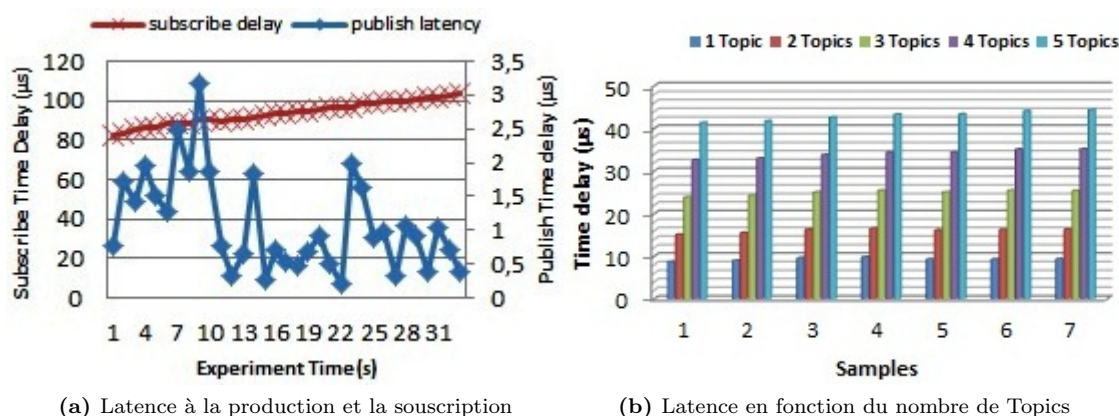 subscribe delay publish latency
120
100
80
60
40
20
0
Subscribe Time Delay (µs)
3,5
3
2,5
2
1,5
1
0,5
0
Publish Time delay (µs)
1 4 7 10 13 16 19 22 25 28 31
Experiment Time (s)
(a) Latence à la production et la souscription
1 Topic 2 Topics 3 Topics 4 Topics 5 Topics
50
40
30
20
10
0
Time delay (µs)
1 2 3 4 5 6 7
Samples
(b) Latence en fonction du nombre de Topics